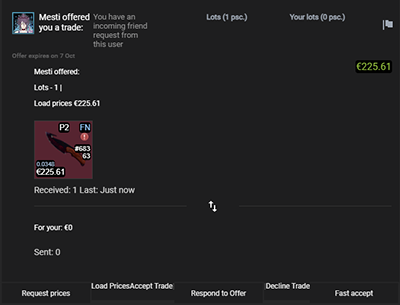 Mesti offered
you a trade:
You have an
incoming friend
request from
this user
Lots (1 psc.)
Your lots (0 psc.)
Offer expires on 7 Oct
€225.61
Mesti offered:
Lots - 1 |
Load prices €225.61
P2
FN
#683
63
0.0348
€225.61
Received: 1 Last: Just now
For your: €0
Sent: 0
Request prices
Load PricesAccept Trade
Respond to Offer
Decline Trade
Fast accept